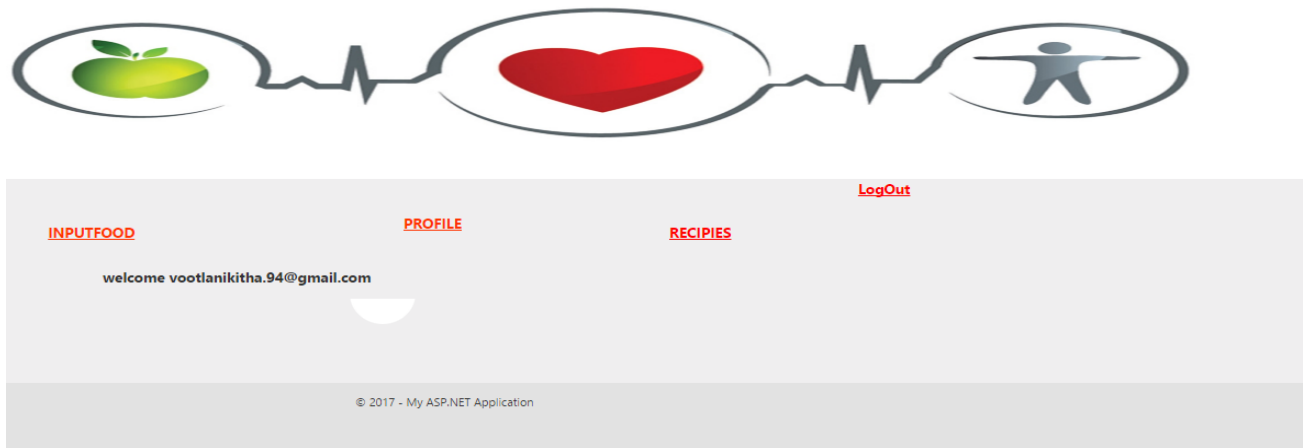 LogOut
INPUTFOOD
PROFILE
RECIPIES
welcome vootlanikitha.94@gmail.com
© 2017 - My ASP.NET Application